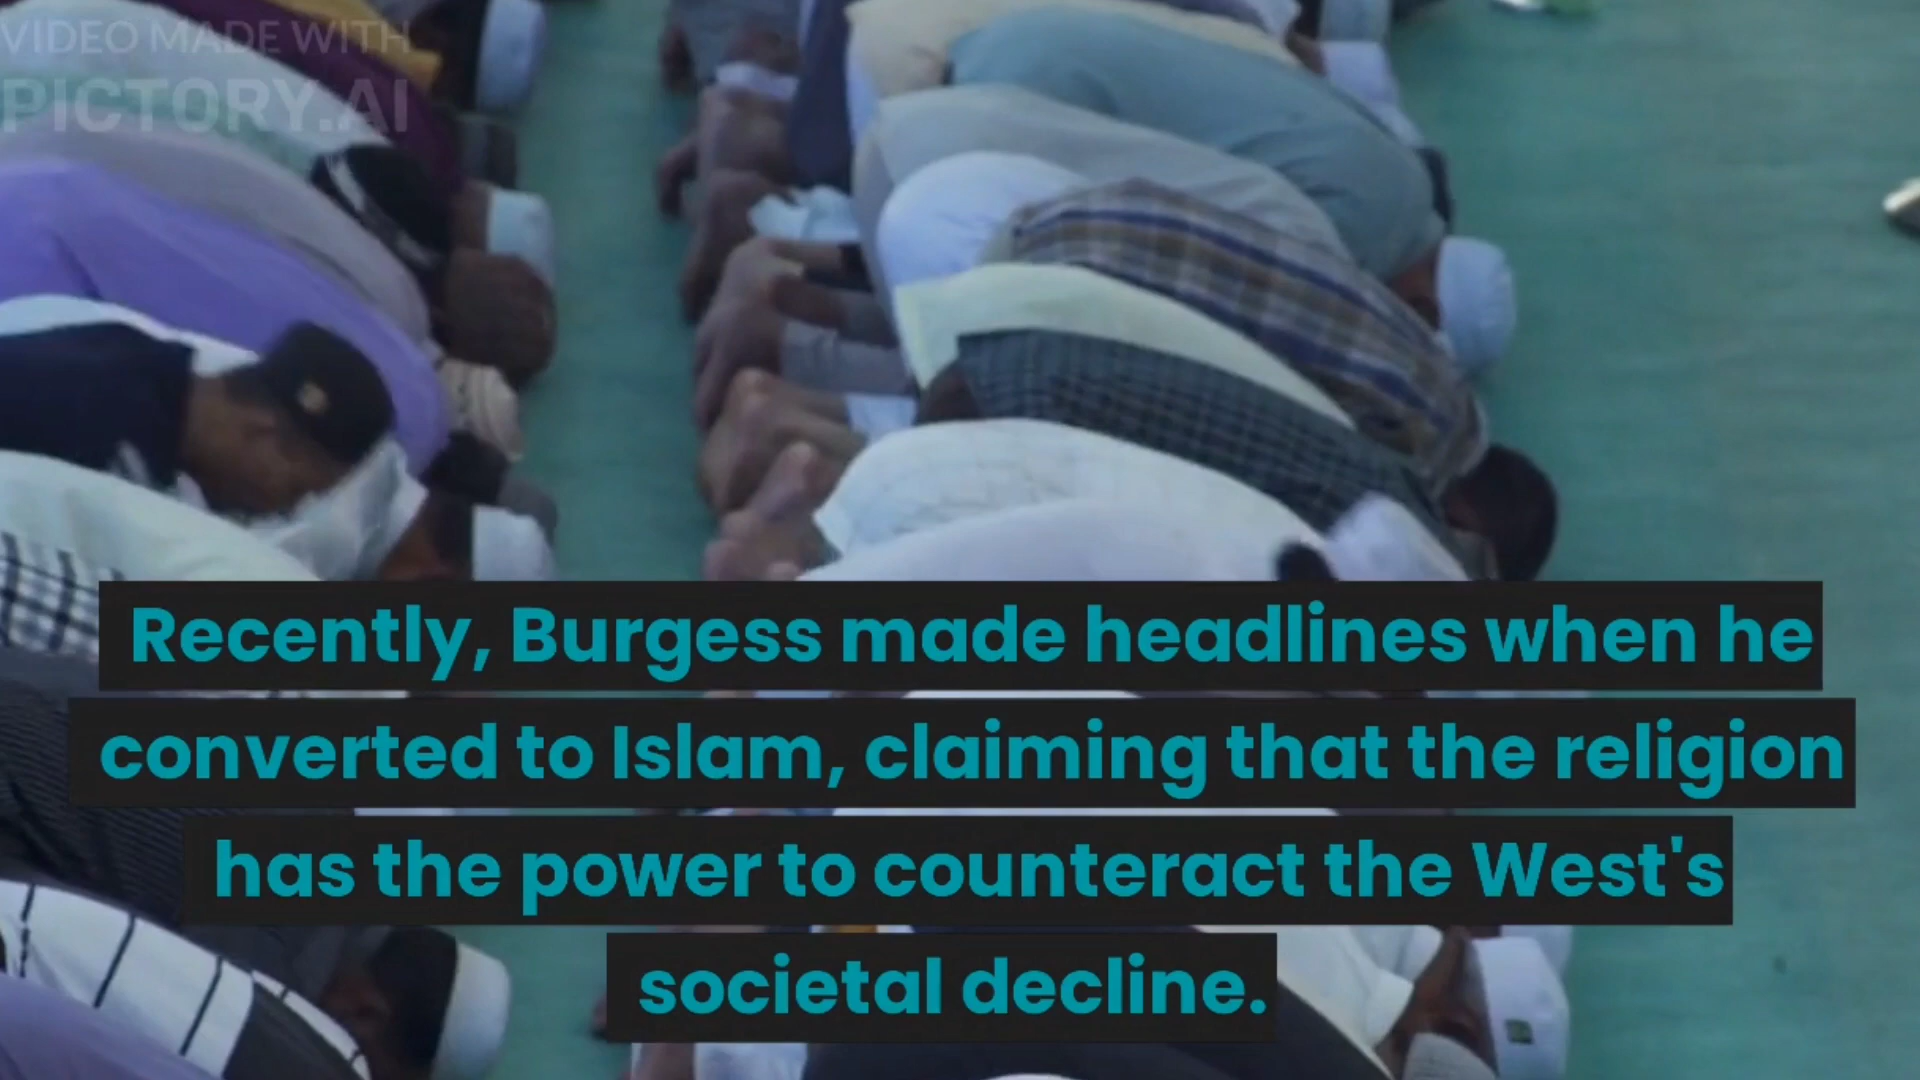 VIDEO MADE WITH
PICTORY.AI
Recently, Burgess made headlines when he
converted to Islam, claiming that the religion
has the power to counteract the West's
societal decline.